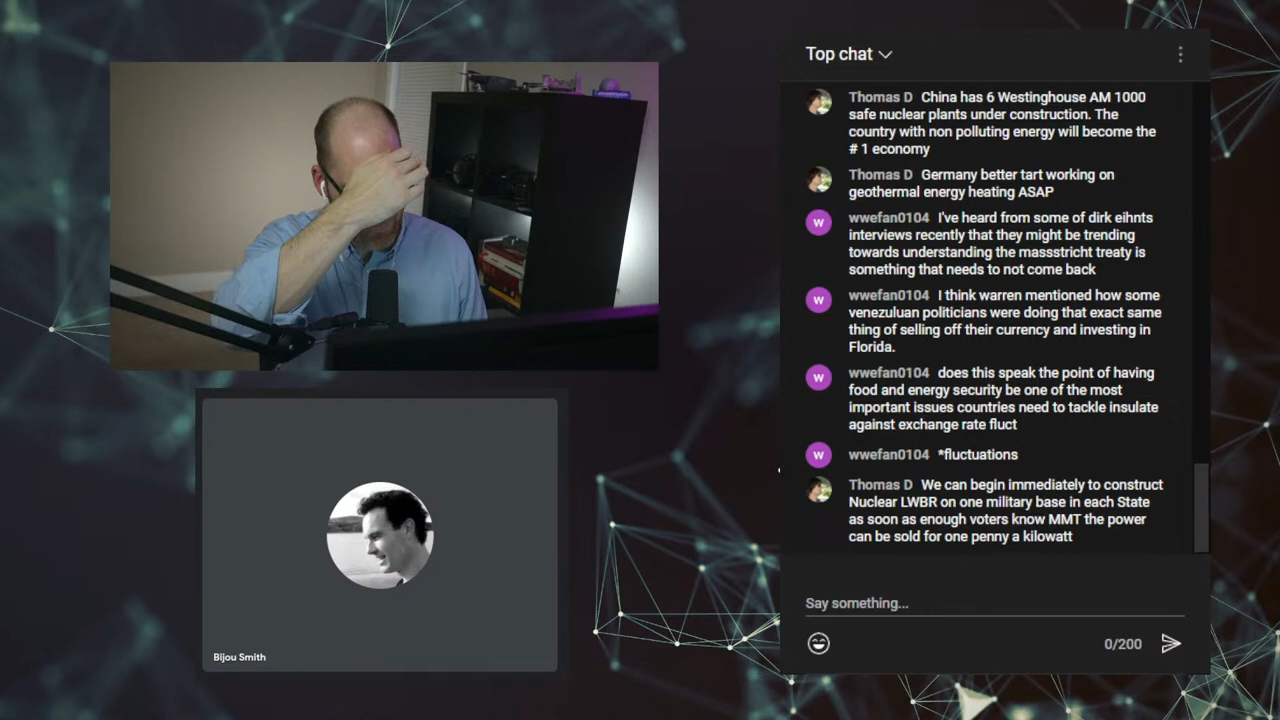 Top chat
Thomas D China has 6 Westinghouse AM 1000
safe nuclear plants under construction. The
country with non polluting energy will become the
# 1 economy
Thomas D Germany better tart working on
geothermal energy heating ASAP
W
wwefan0104 I've heard from some of dirk eihnts
interviews recently that they might be trending
towards understanding the massstricht treaty is
something that needs to not come back
W
wwefan0104 I think warren mentioned how some
venezuluan politicians were doing that exact same
thing of selling off their currency and investing in
Florida.
W
wwefan0104 does this speak the point of having
food and energy security be one of the most
important issues countries need to tackle insulate
against exchange rate fluct
W
wwefan0104 *fluctuations
Thomas D We can begin immediately to construct
Nuclear LWBR on one military base in each State
as soon as enough voters know MMT the power
can be sold for one penny a kilowatt
Say something...
0/200
Bijou Smith